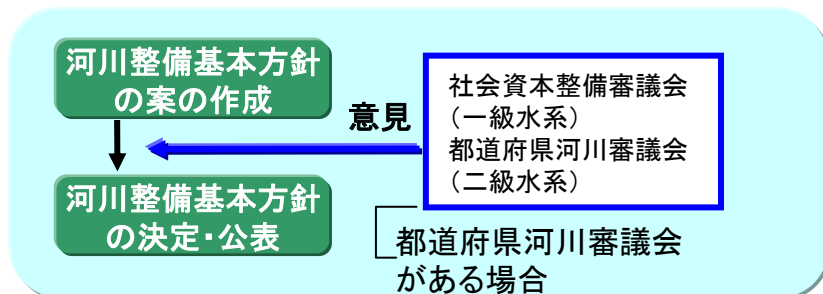 河川整備基本方針
の案の作成
意見
社会資本整備審議会
（一級水系）
都道府県河川審議会
（二級水系）
河川整備基本方針
の決定・公表
都道府県河川審議会
がある場合